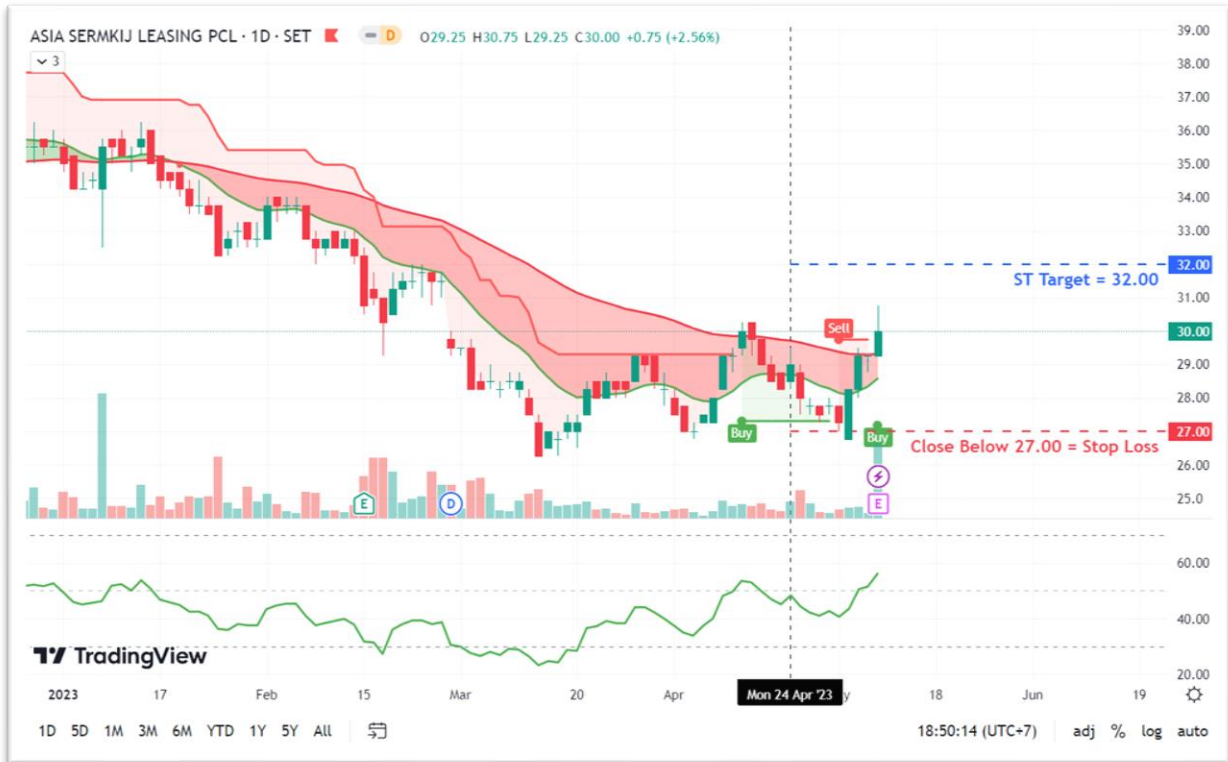 ASIA SERMKIJ LEASING PCL · 1D · SET D O29.25 H30.75 L29.25 C30.00 +0.75 (+2.56%)
3
39.00
38.00
37.00
36.00
35.00
34.00
33.00
32.00
ST Target = 32.00
31.00
Sell
30.00
29.00
28.00
Buy
Buy
27.00
Close Below 27.00 = Stop Loss
26.00
25.0
E
D
E
60.00
40.00
20.00
TradingView
2023 17 Feb 15 Mar 20 Apr Mon 24 Apr '23 y 18 Jun 19
1D 5D 1M 3M 6M YTD 1Y 5Y All 18:50:14 (UTC+7) adj % log auto